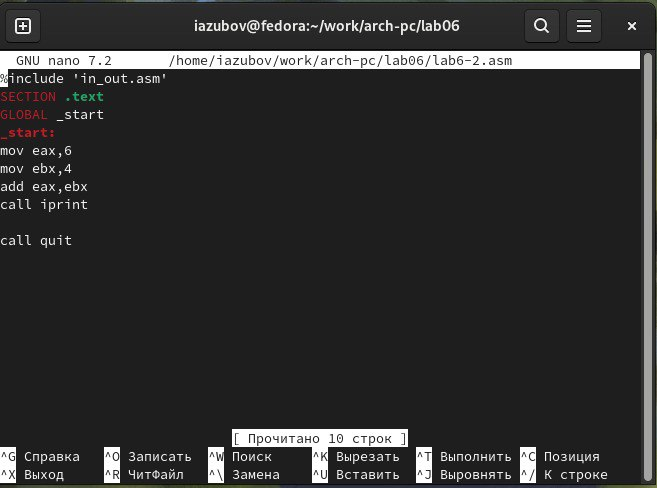 iazubov@fedora:~/work/arch-pc/lab06
GNU nano 7.2 /home/iazubov/work/arch-pc/lab06/lab6-2.asm
%include 'in_out.asm'
SECTION .text
GLOBAL _start
_start:
mov eax,6
mov ebx,4
add eax,ebx
call iprint
call quit
[ Прочитано 10 строк ]
^G Справка ^O Записать ^W Поиск ^K Вырезать ^T Выполнить ^C Позиция
^X Выход ^R ЧитФайл ^\ Замена ^U Вставить ^J Выровнять ^/ К строке